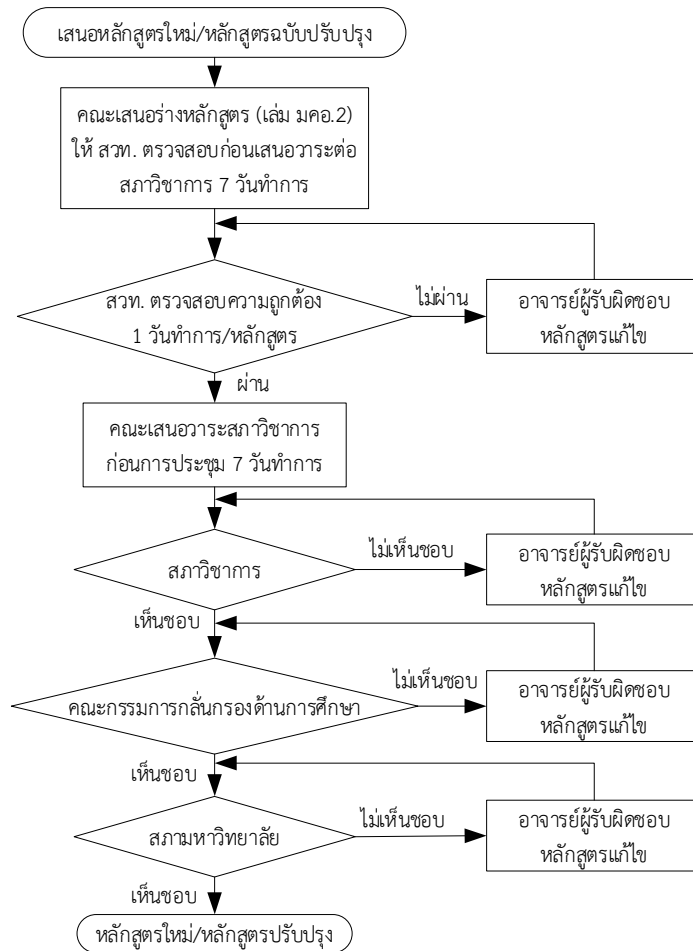 เสนอหลักสูตรใหม่/หลักสูตรฉบับปรับปรุง
คณะเสนอร่างหลักสูตร (เล่ม มคอ.2)
ให้ สวท. ตรวจสอบก่อนเสนอวาระต่อ
สภาวิชาการ 7 วันทำการ
สวท. ตรวจสอบความถูกต้อง
1 วันทำการ/หลักสูตร
ไม่ผ่าน
อาจารย์ผู้รับผิดชอบ
หลักสูตรแก้ไข
ผ่าน
คณะเสนอวาระสภาวิชาการ
ก่อนการประชุม 7 วันทำการ
สภาวิชาการ
ไม่เห็นชอบ
อาจารย์ผู้รับผิดชอบ
หลักสูตรแก้ไข
เห็นชอบ
คณะกรรมการกลั่นกรองด้านการศึกษา
ไม่เห็นชอบ
อาจารย์ผู้รับผิดชอบ
หลักสูตรแก้ไข
เห็นชอบ
สภามหาวิทยาลัย
ไม่เห็นชอบ
อาจารย์ผู้รับผิดชอบ
หลักสูตรแก้ไข
เห็นชอบ
หลักสูตรใหม่/หลักสูตรปรับปรุง